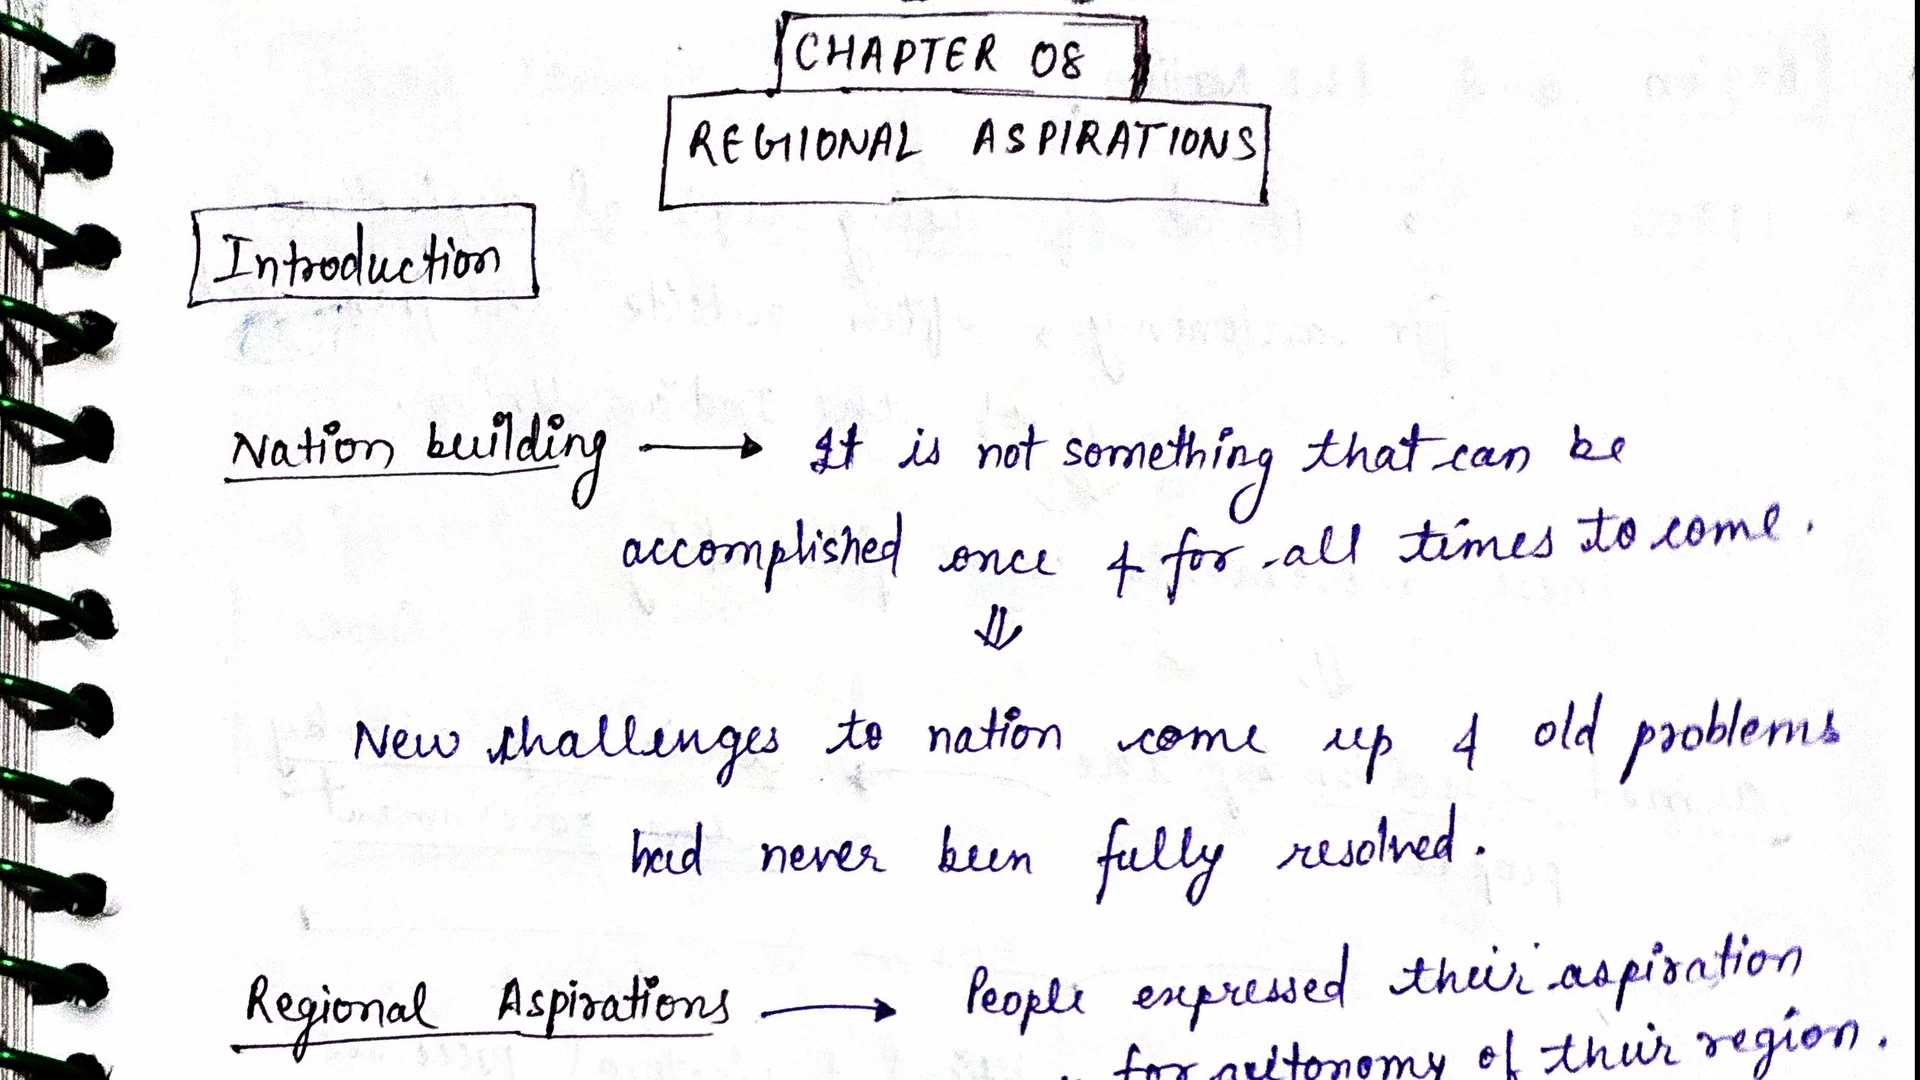 CHAPTER 08
REGIONAL ASPIRATIONS
Introduction
Nation building → It is not something that can be
accomplished once & for all times to come.
⇓
New challenges to nation come up & old problems
had never been fully resolved.
Regional Aspirations → People expressed their aspiration
for autonomy of their region.